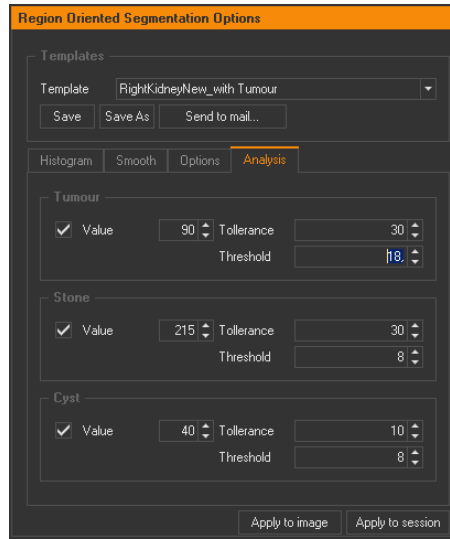 Region Oriented Segmentation Options
Templates
Template RightKidneyNew_with Tumour
Save Save As Send to mail...
Histogram Smooth Options Analysis
Tumour
Value 90 Tollerance 30
Threshold 18,
Stone
Value 215 Tollerance 30
Threshold 8
Cyst
Value 40 Tollerance 10
Threshold 8
Apply to image Apply to session